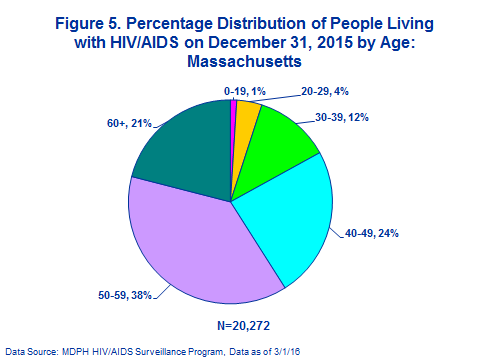 Figure 5. Percentage Distribution of People Living
with HIV/AIDS on December 31, 2015 by Age:
Massachusetts
0-19, 1%
20-29, 4%
30-39, 12%
60+, 21%
40-49, 24%
50-59, 38%
N=20,272
Data Source: MDPH HIV/AIDS Surveillance Program, Data as of 3/1/16